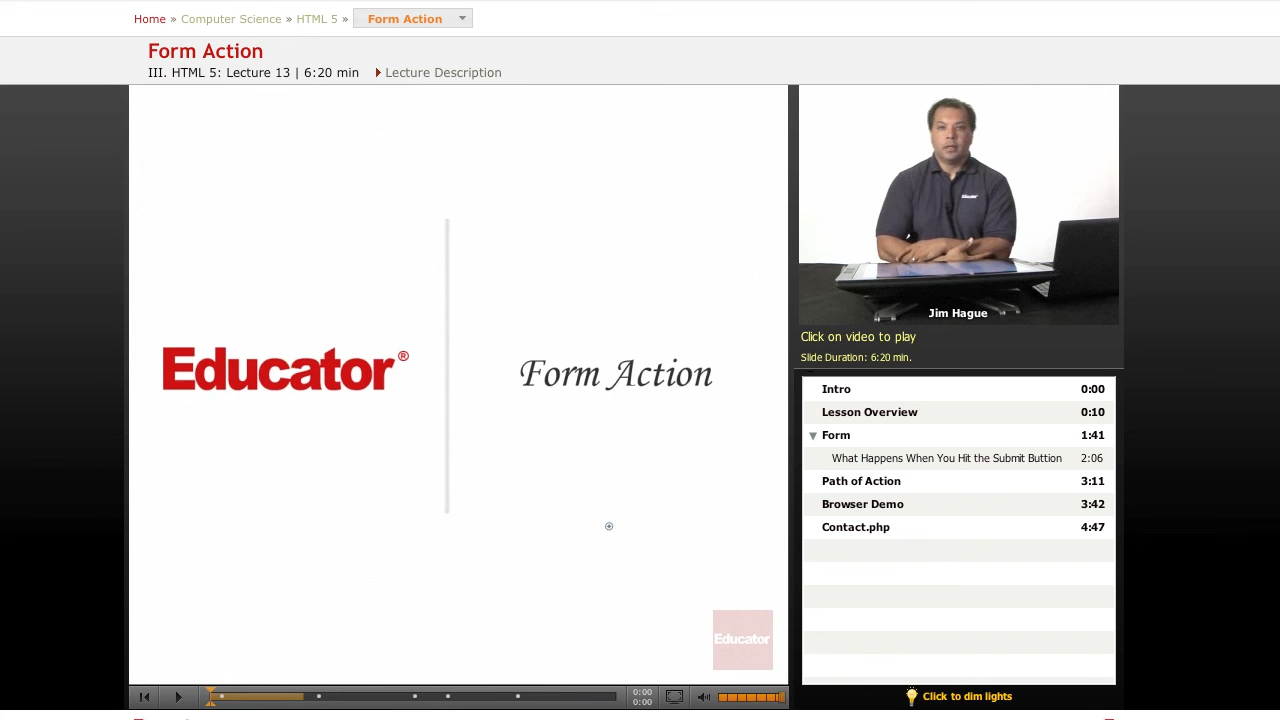 Home » Computer Science » HTML 5 » Form Action
Form Action
III. HTML 5: Lecture 13 | 6:20 min Lecture Description
Educator®
Form Action
Educator
0:00
0:00
Educator
Jim Hague
Click on video to play
Slide Duration: 6:20 min.
Intro 0:00
Lesson Overview 0:10
Form 1:41
What Happens When You Hit the Submit Buttion 2:06
Path of Action 3:11
Browser Demo 3:42
Contact.php 4:47
Click to dim lights